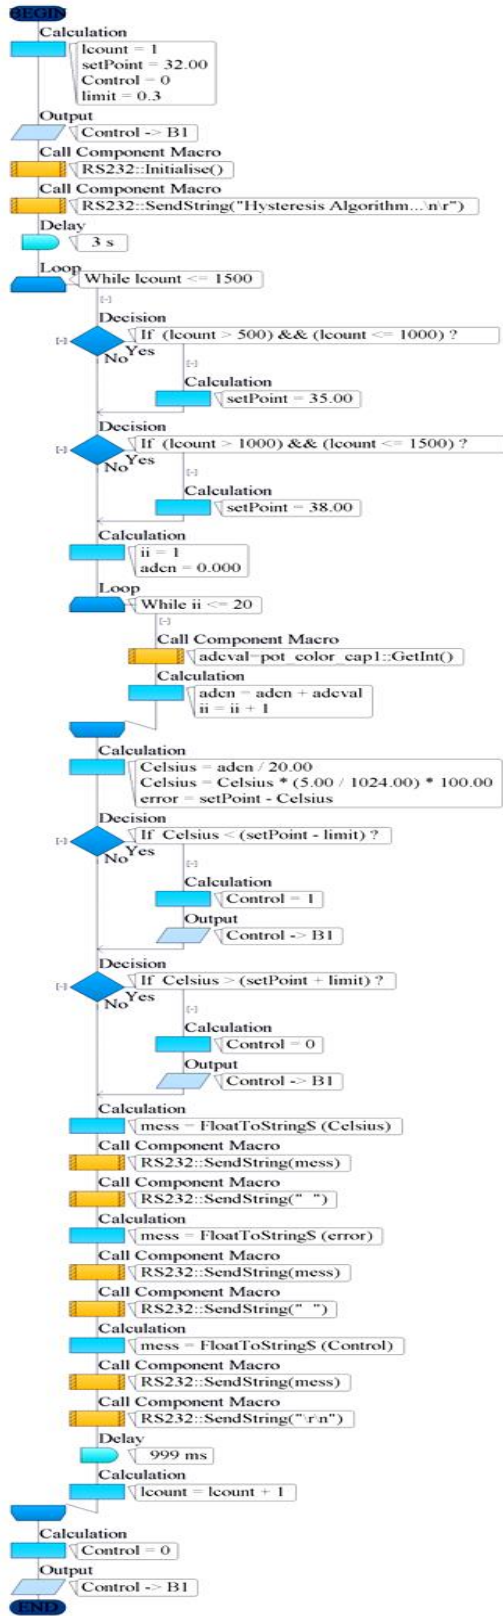 BEGIN
Calculation
lcount = 1
setPoint = 32.00
Control = 0
limit = 0.3
Output
Control -> B1
Call Component Macro
RS232::Initialise()
Call Component Macro
RS232::SendString("Hysteresis Algorithm...\n\r")
Delay
3 s
Loop
While lcount <= 1500
[-]
Decision
[-] If (lcount > 500) && (lcount <= 1000) ?
Yes
No
[-]
Calculation
setPoint = 35.00
Decision
[-] If (lcount > 1000) && (lcount <= 1500) ?
Yes
No
[-]
Calculation
setPoint = 38.00
Calculation
ii = 1
adcn = 0.000
Loop
While ii <= 20
[-]
Call Component Macro
adcval=pot_color_cap1::GetInt()
Calculation
adcn = adcn + adcval
ii = ii + 1
Calculation
Celsius = adcn / 20.00
Celsius = Celsius * (5.00 / 1024.00) * 100.00
error = setPoint - Celsius
Decision
[-] If Celsius < (setPoint - limit) ?
Yes
No
[-]
Calculation
Control = 1
Output
Control -> B1
Decision
[-] If Celsius > (setPoint + limit) ?
Yes
No
[-]
Calculation
Control = 0
Output
Control -> B1
Calculation
mess = FloatToString$ (Celsius)
Call Component Macro
RS232::SendString(mess)
Call Component Macro
RS232::SendString("  ")
Calculation
mess = FloatToString$ (error)
Call Component Macro
RS232::SendString(mess)
Call Component Macro
RS232::SendString("  ")
Calculation
mess = FloatToString$ (Control)
Call Component Macro
RS232::SendString(mess)
Call Component Macro
RS232::SendString("\r\n")
Delay
999 ms
Calculation
lcount = lcount + 1
Calculation
Control = 0
Output
Control -> B1
END